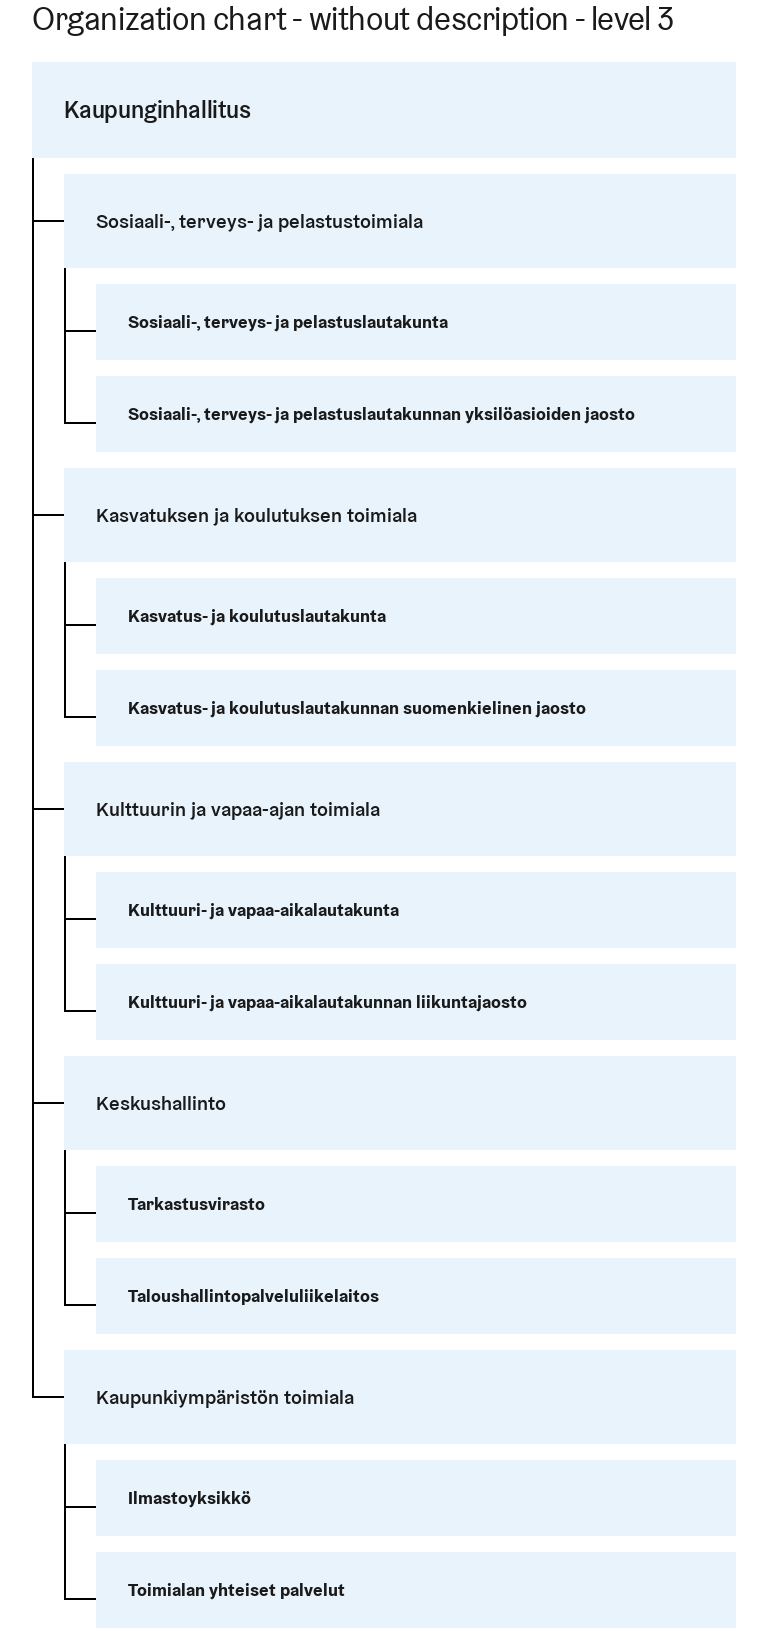 Organization chart - without description - level 3
Kaupunginhallitus
Sosiaali-, terveys- ja pelastustoimiala
Sosiaali-, terveys- ja pelastuslautakunta
Sosiaali-, terveys- ja pelastuslautakunnan yksilöasioiden jaosto
Kasvatuksen ja koulutuksen toimiala
Kasvatus- ja koulutuslautakunta
Kasvatus- ja koulutuslautakunnan suomenkielinen jaosto
Kulttuurin ja vapaa-ajan toimiala
Kulttuuri- ja vapaa-aikalautakunta
Kulttuuri- ja vapaa-aikalautakunnan liikuntajaosto
Keskushallinto
Tarkastusvirasto
Taloushallintopalveluliikelaitos
Kaupunkiympäristön toimiala
Ilmastoyksikkö
Toimialan yhteiset palvelut